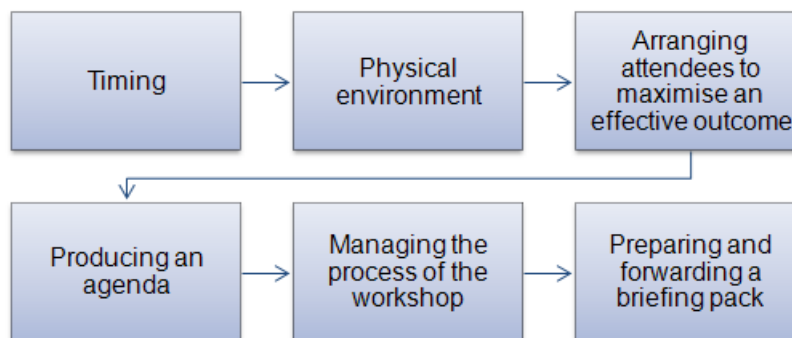 Timing
Physical
environment
Arranging
attendees to
maximise an
effective outcome
Producing an
agenda
Managing the
process of the
workshop
Preparing and
forwarding a
briefing pack